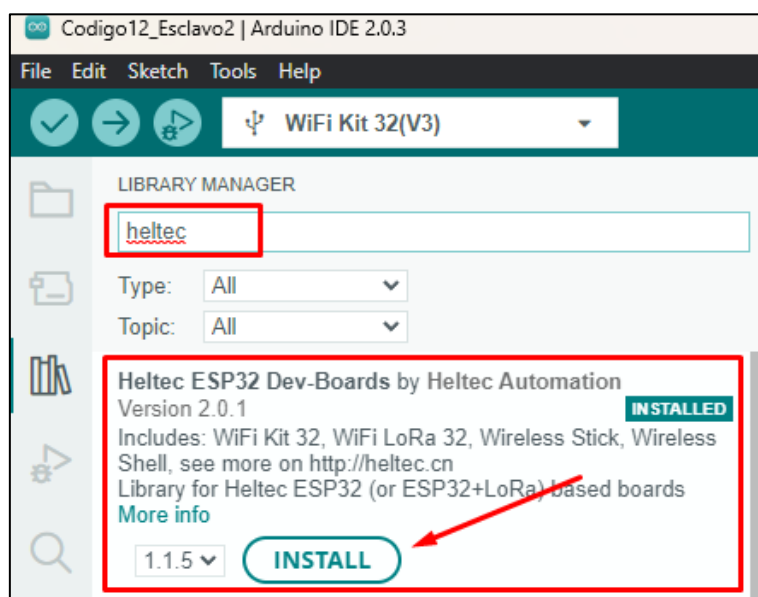 Codigo12_Esclavo2 | Arduino IDE 2.0.3
File Edit Sketch Tools Help
WiFi Kit 32(V3)
LIBRARY MANAGER
heltec
Type: All
Topic: All
Heltec ESP32 Dev-Boards by Heltec Automation
Version 2.0.1 INSTALLED
Includes: WiFi Kit 32, WiFi LoRa 32, Wireless Stick, Wireless
Shell, see more on http://heltec.cn
Library for Heltec ESP32 (or ESP32+LoRa) based boards
More info
1.1.5 INSTALL